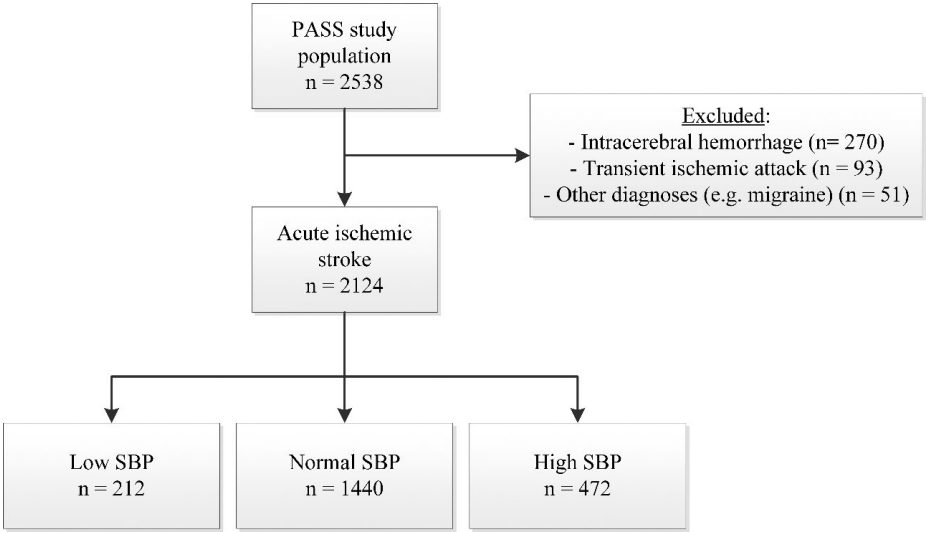 PASS study
population
n = 2538
Excluded:
- Intracerebral hemorrhage (n= 270)
- Transient ischemic attack (n = 93)
- Other diagnoses (e.g. migraine) (n = 51)
Acute ischemic
stroke
n = 2124
Low SBP
n = 212
Normal SBP
n = 1440
High SBP
n = 472